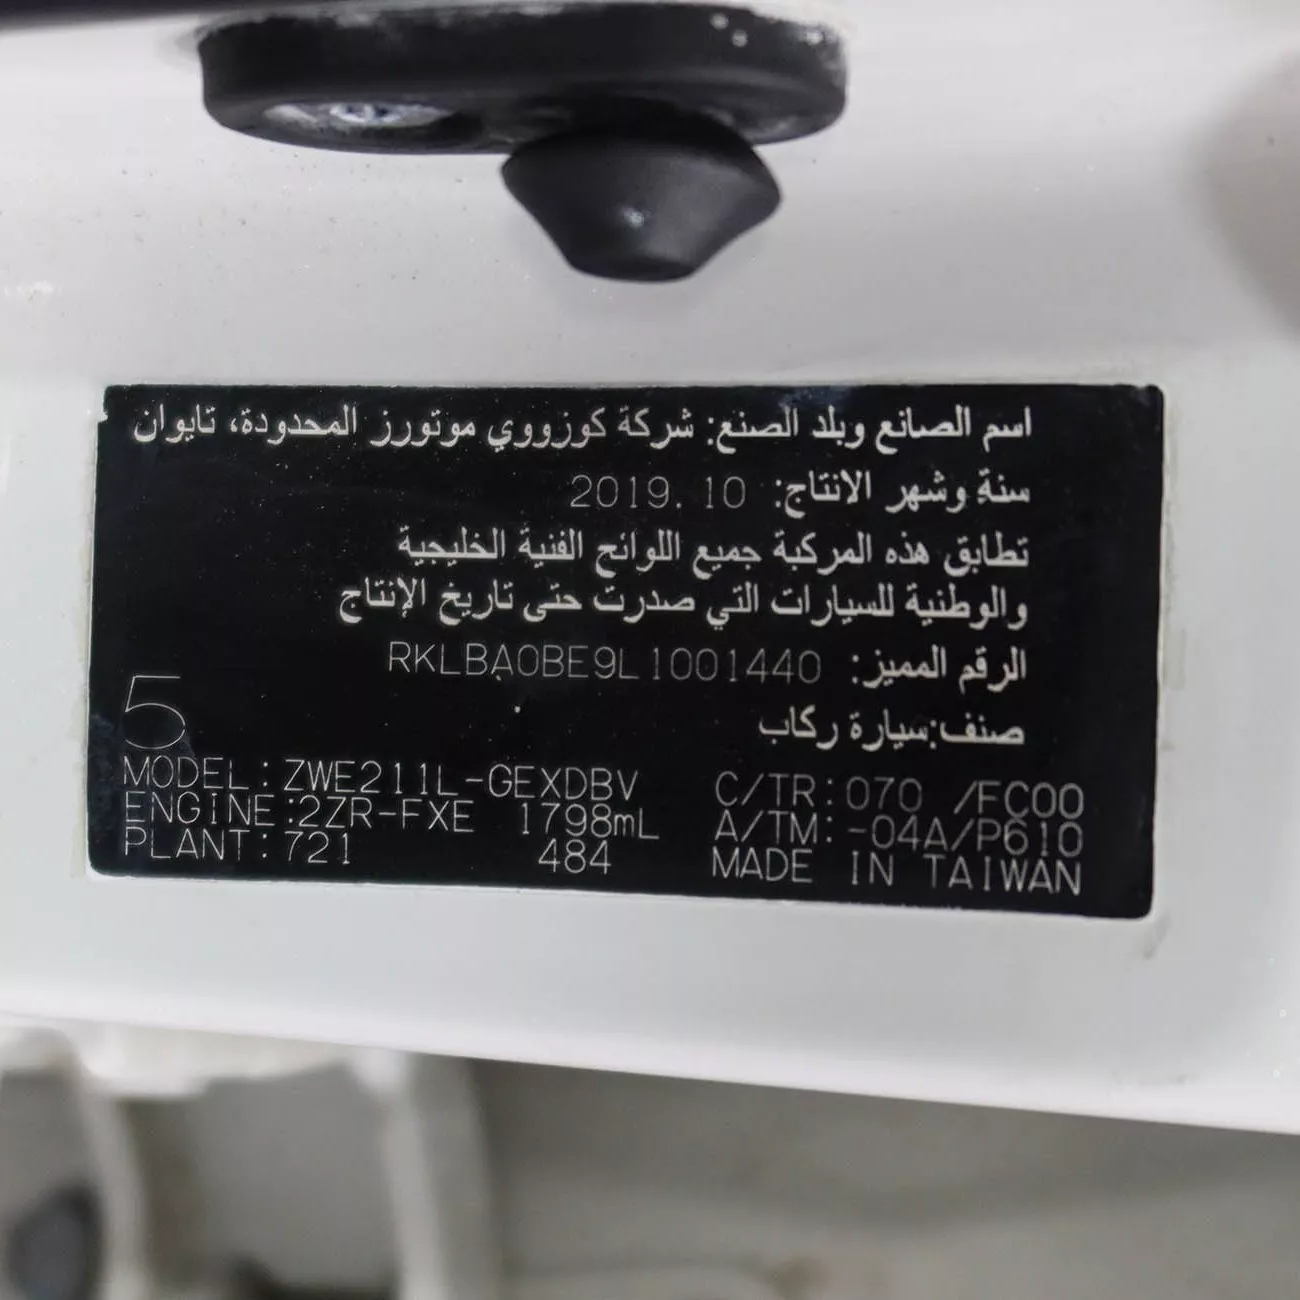 اسم الصانع وبلد الصنع: شركة كوزووي موتورز المحدودة، تايوان
سنة وشهر الانتاج: 2019. 10
تطابق هذه المركبة جميع اللوائح الفنية الخليجية
والوطنية للسيارات التي صدرت حتى تاريخ الإنتاج
الرقم المميز: RKLBA0BE9L1001440
صنف:سيارة ركاب
5
MODEL: ZWE211L-GEXDBV C/TR:070 /FC00
ENGINE:2ZR-FXE 1798mL A/TM:-04A/P610
PLANT:721 484 MADE IN TAIWAN